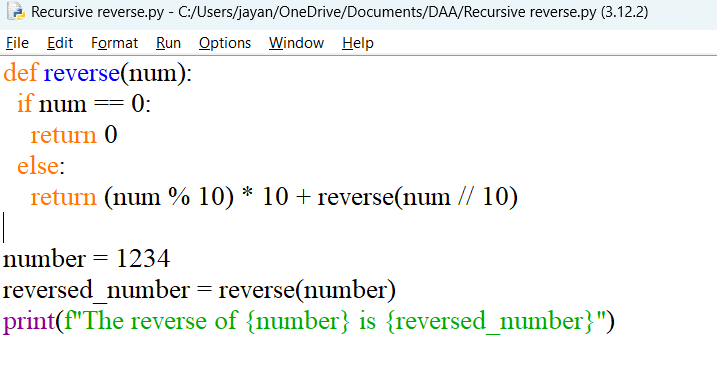 Recursive reverse.py - C:/Users/jayan/OneDrive/Documents/DAA/Recursive reverse.py (3.12.2)
File Edit Format Run Options Window Help
def reverse(num):
  if num == 0:
    return 0
  else:
    return (num % 10) * 10 + reverse(num // 10)

number = 1234
reversed_number = reverse(number)
print(f"The reverse of {number} is {reversed_number}")